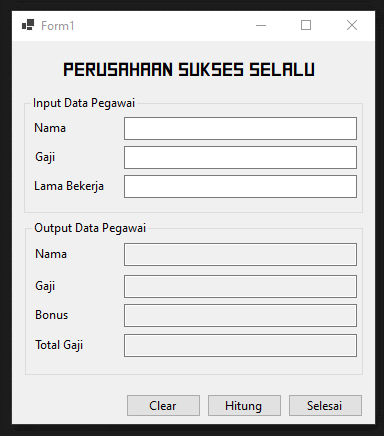 Form1
PERUSAHAAN SUKSES SELALU
Input Data Pegawai
Nama
Gaji
Lama Bekerja
Output Data Pegawai
Nama
Gaji
Bonus
Total Gaji
Clear Hitung Selesai